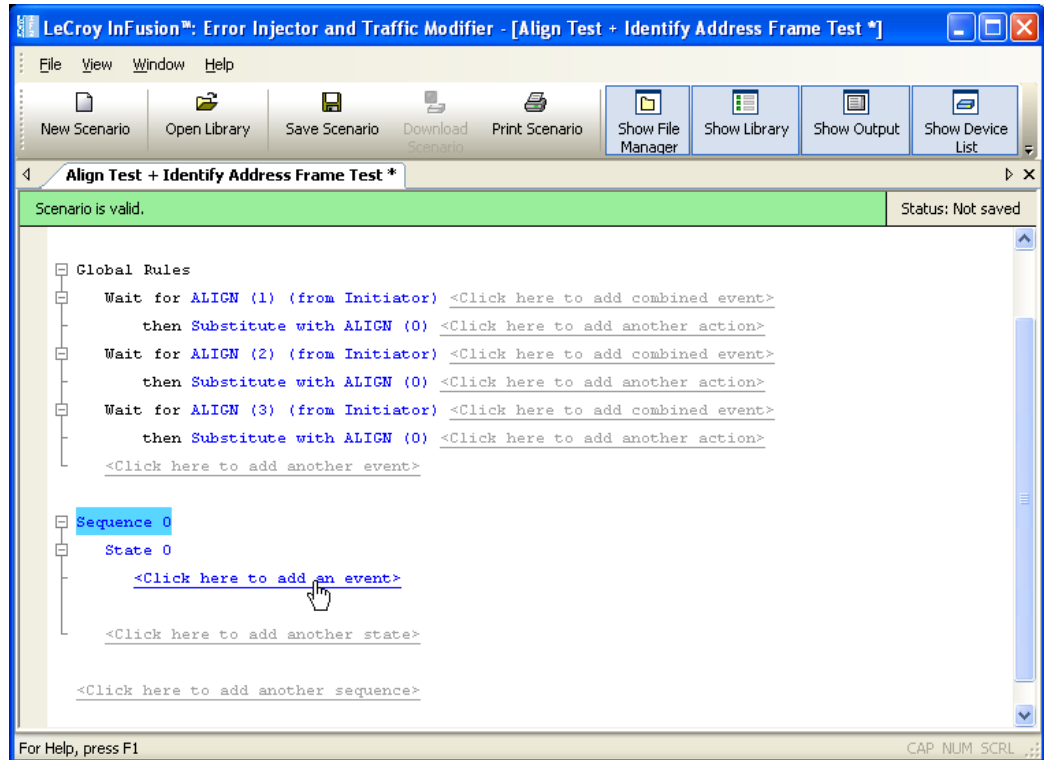 LeCroy InFusion™: Error Injector and Traffic Modifier - [Align Test + Identify Address Frame Test *]
File View Window Help
New Scenario Open Library Save Scenario Download Scenario Print Scenario Show File Manager Show Library Show Output Show Device List
Align Test + Identify Address Frame Test *
Scenario is valid. Status: Not saved
Global Rules
Wait for ALIGN (1) (from Initiator) <Click here to add combined event>
then Substitute with ALIGN (0) <Click here to add another action>
Wait for ALIGN (2) (from Initiator) <Click here to add combined event>
then Substitute with ALIGN (0) <Click here to add another action>
Wait for ALIGN (3) (from Initiator) <Click here to add combined event>
then Substitute with ALIGN (0) <Click here to add another action>
<Click here to add another event>
Sequence 0
State 0
<Click here to add an event>
<Click here to add another state>
<Click here to add another sequence>
For Help, press F1 CAP NUM SCRL